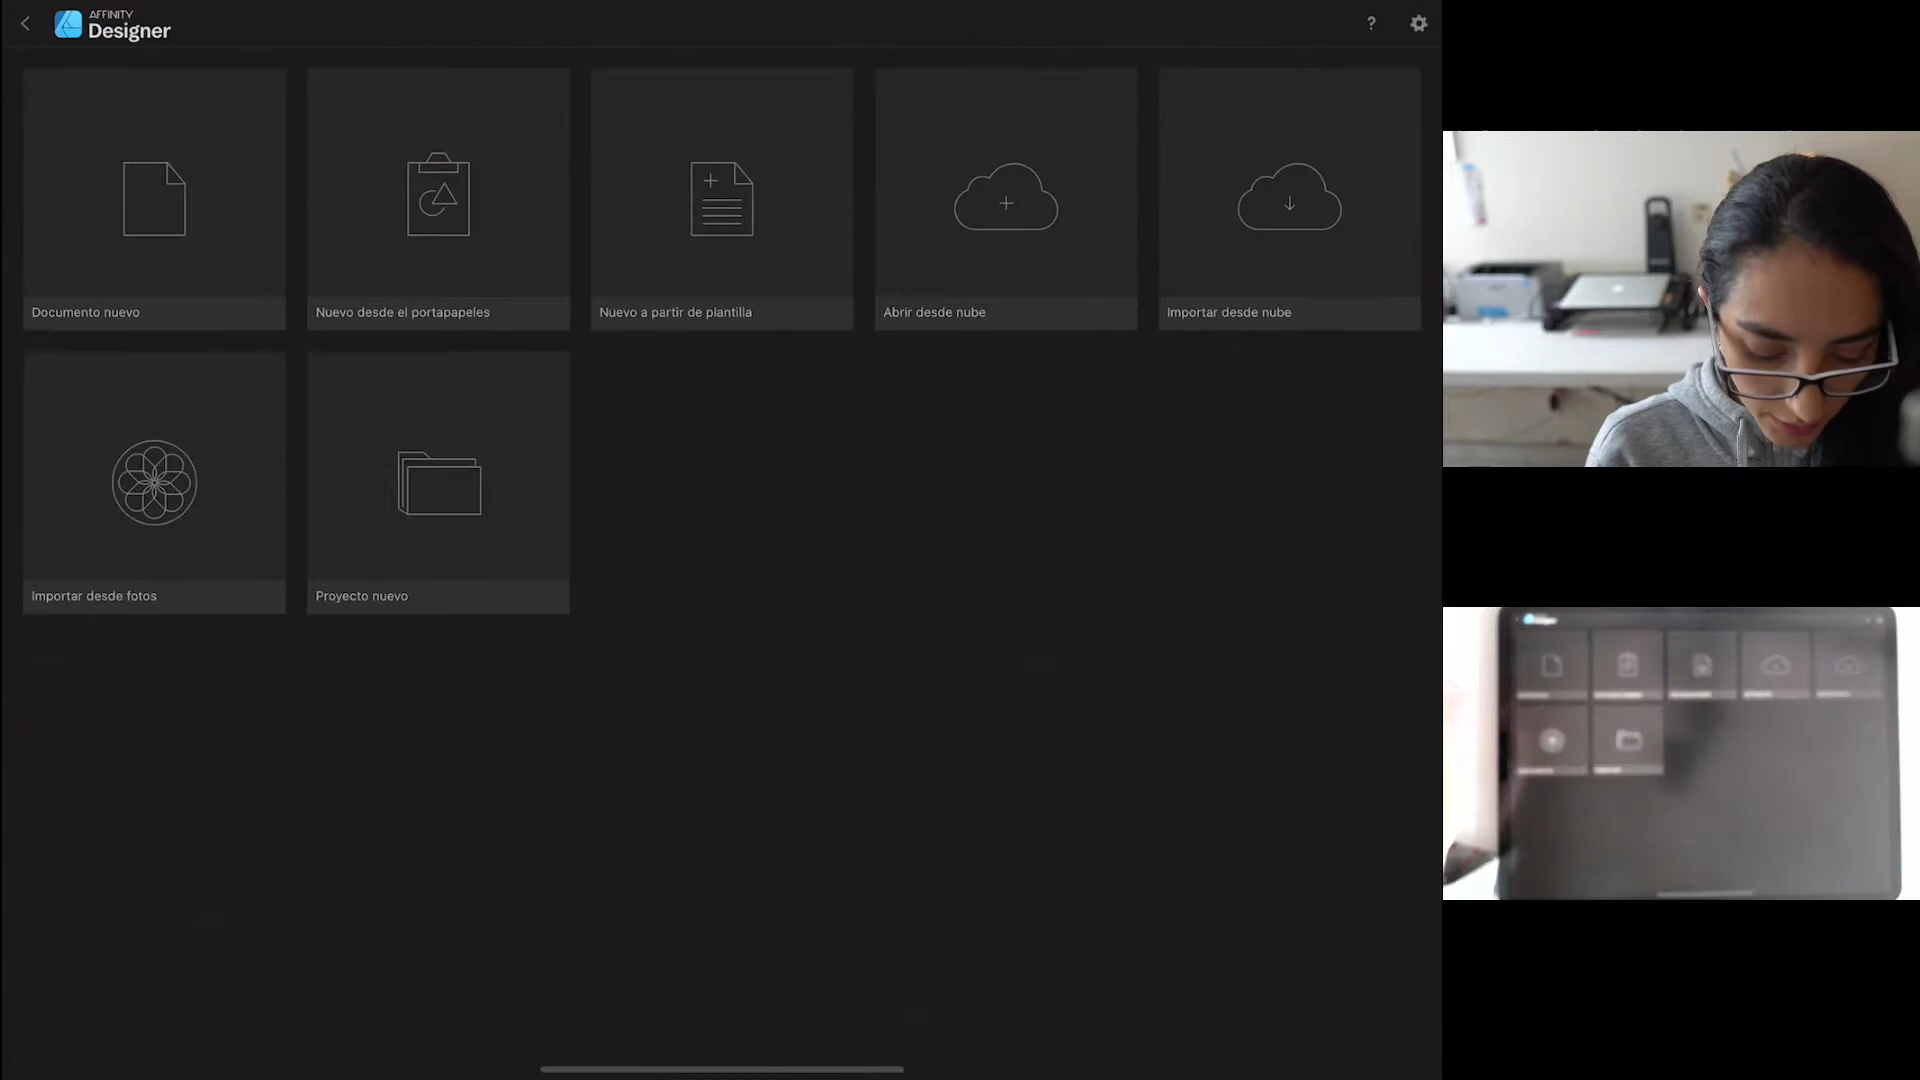 AFFINITY
Designer
?
Documento nuevo
Nuevo desde el portapapeles
Nuevo a partir de plantilla
Abrir desde nube
Importar desde nube
Importar desde fotos
Proyecto nuevo